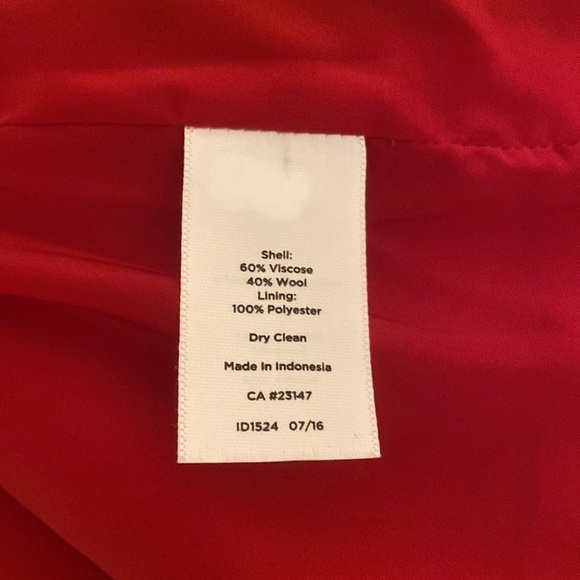 Shell:
60% Viscose
40% Wool
Lining:
100% Polyester
Dry Clean
Made In Indonesia
CA #23147
ID1524 07/16